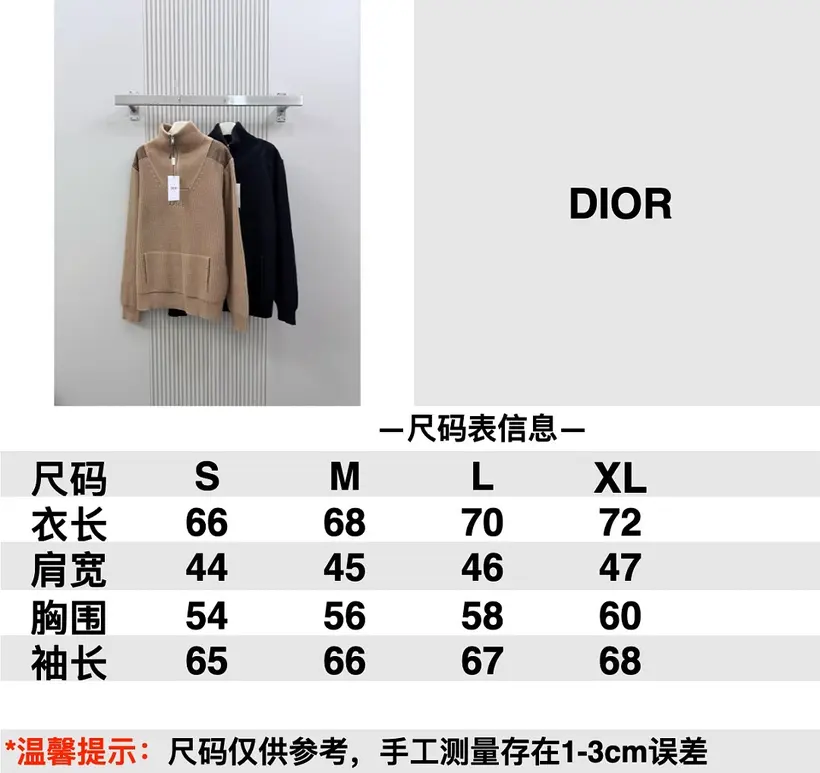 DIOR
—尺码表信息—
尺码 S M L XL
衣长 66 68 70 72
肩宽 44 45 46 47
胸围 54 56 58 60
袖长 65 66 67 68
*温馨提示：尺码仅供参考，手工测量存在1-3cm误差